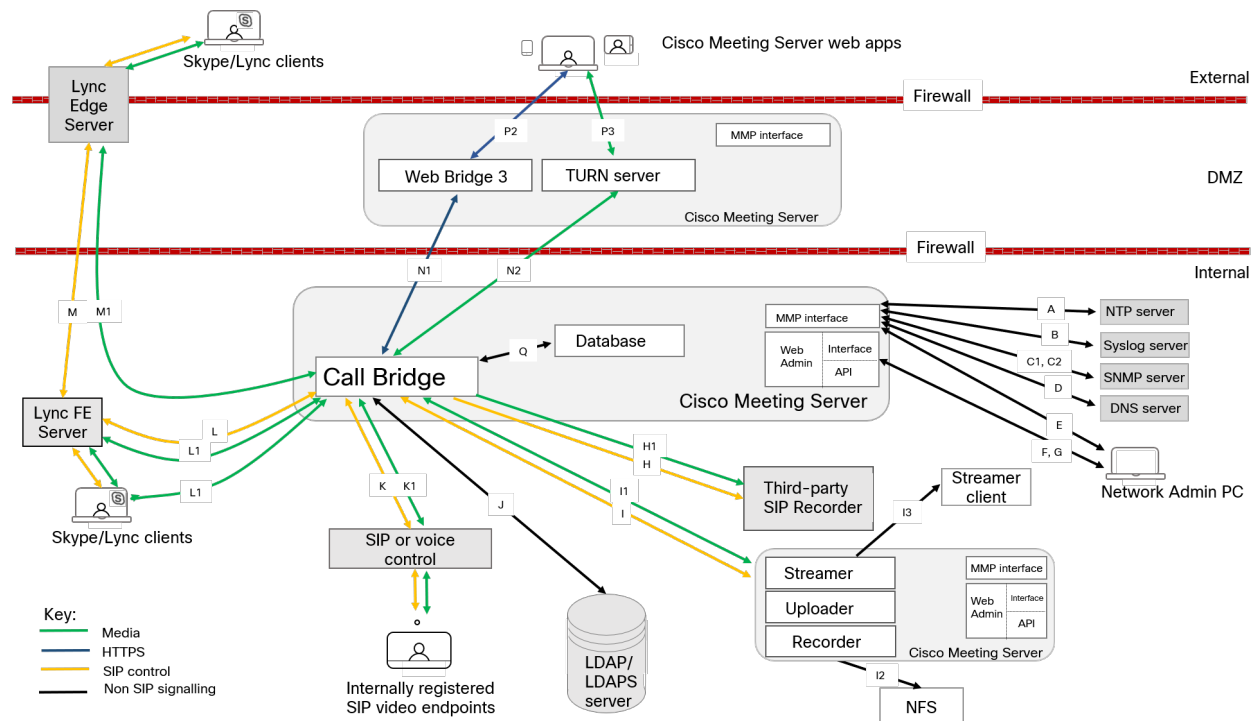 Skype/Lync clients
Cisco Meeting Server web apps
External
Lync
Edge
Server
Firewall
P2
P3
MMP interface
Web Bridge 3
TURN server
DMZ
Cisco Meeting Server
Firewall
Internal
N1
N2
M
M1
MMP interface
Web
Admin
Interface
API
Q
Database
Call Bridge
Cisco Meeting Server
A
NTP server
B
Syslog server
C1, C2
SNMP server
D
DNS server
E
F, G
Network Admin PC
Lync FE
Server
L
L1
L1
Skype/Lync clients
K
K1
J
H1
H
I1
I
Third-party
SIP Recorder
Streamer
client
I3
SIP or voice
control
Streamer
Uploader
Recorder
MMP interface
Web
Admin
Interface
API
Cisco Meeting Server
I2
NFS
LDAP/
LDAPS
server
Internally registered
SIP video endpoints
Key:
Media
HTTPS
SIP control
Non SIP signalling
S
S